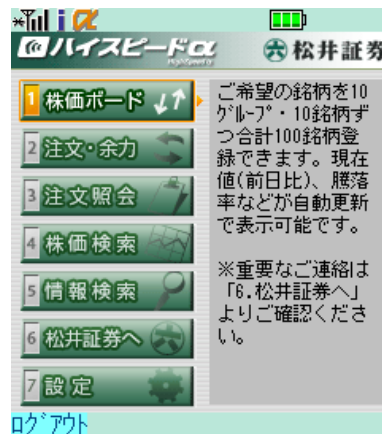 i α
@ハイスピードα
HighSpeedα
松井証券
1 株価ボード
2 注文・余力
3 注文照会
4 株価検索
5 情報検索
6 松井証券へ
7 設定
ご希望の銘柄を10
ｸﾞﾙｰﾌﾟ・10銘柄ず
つ合計100銘柄登
録できます。現在
値(前日比)、騰落
率などが自動更新
で表示可能です。
※重要なご連絡は
「6.松井証券へ」
よりご確認くださ
い。
ﾛｸﾞｱｳﾄ